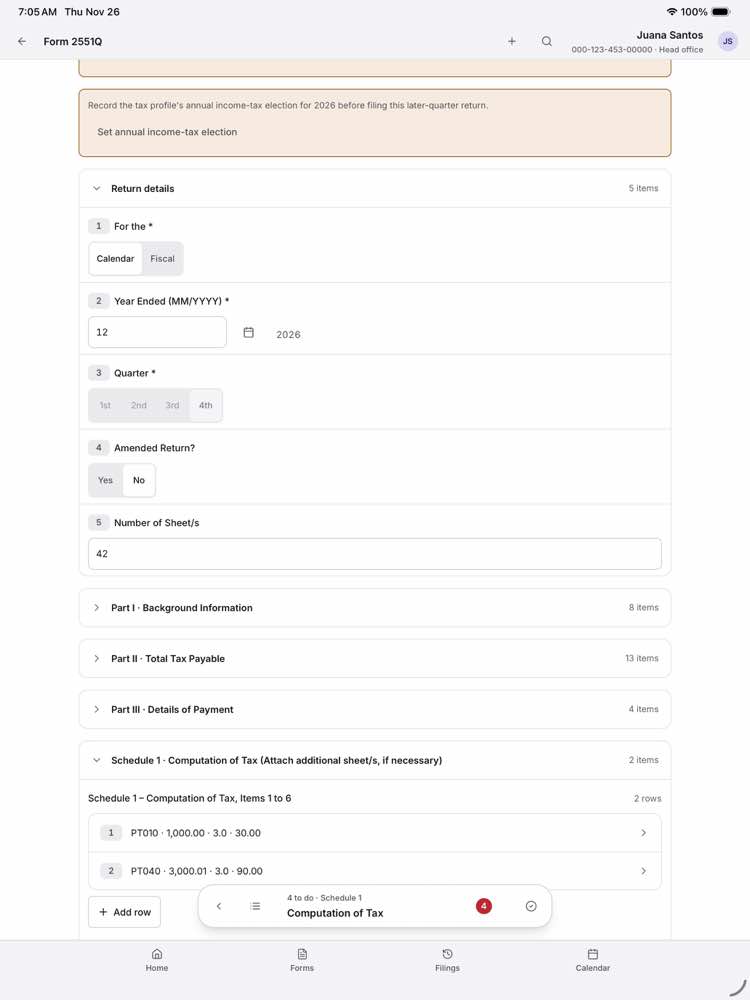 7:05 AM Thu Nov 26
100%
Form 2551Q
Juana Santos
000-123-453-00000 · Head office
JS
Record the tax profile's annual income-tax election for 2026 before filing this later-quarter return.
Set annual income-tax election
Return details
5 items
1 For the *
Calendar Fiscal
2 Year Ended (MM/YYYY) *
12 2026
3 Quarter *
1st 2nd 3rd 4th
4 Amended Return?
Yes No
5 Number of Sheet/s
42
Part I · Background Information
8 items
Part II · Total Tax Payable
13 items
Part III · Details of Payment
4 items
Schedule 1 · Computation of Tax (Attach additional sheet/s, if necessary)
2 items
Schedule 1 – Computation of Tax, Items 1 to 6
2 rows
1 PT010 · 1,000.00 · 3.0 · 30.00
2 PT040 · 3,000.01 · 3.0 · 90.00
+ Add row
4 to do · Schedule 1
Computation of Tax
4
Home Forms Filings Calendar